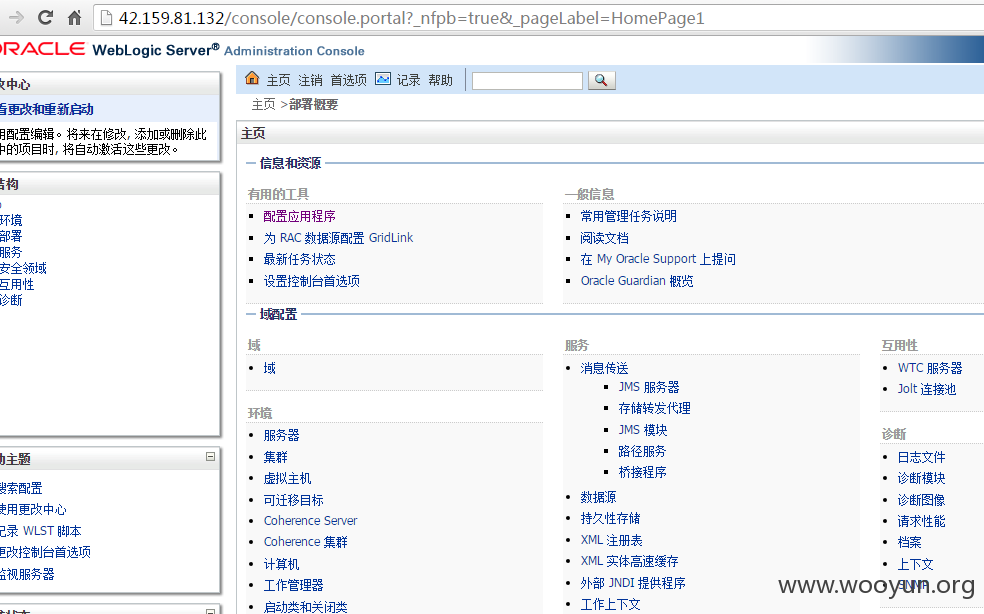 42.159.81.132/console/console.portal?_nfpb=true&_pageLabel=HomePage1
ORACLE WebLogic Server® Administration Console
主页 注销 首选项 记录 帮助
主页 >部署概要
改中心
看更改和重新启动
用配置编辑。将来在修改, 添加或删除此
中的项目时, 将自动激活这些更改。
结构
环境
部署
服务
安全领域
互用性
诊断
搜索配置
使用更改中心
记录 WLST 脚本
更改控制台首选项
监视服务器
主页
信息和资源
有用的工具
配置应用程序
为 RAC 数据源配置 GridLink
最新任务状态
设置控制台首选项
一般信息
常用管理任务说明
阅读文档
在 My Oracle Support 上提问
Oracle Guardian 概览
域配置
域
域
环境
服务器
集群
虚拟主机
可迁移目标
Coherence Server
Coherence 集群
计算机
工作管理器
启动类和关闭类
服务
消息传送
JMS 服务器
存储转发代理
JMS 模块
路径服务
桥接程序
数据源
持久性存储
XML 注册表
XML 实体高速缓存
外部 JNDI 提供程序
工作上下文
互用性
WTC 服务器
Jolt 连接池
诊断
日志文件
诊断模块
诊断图像
请求性能
档案
上下文
SNMP
www.wooyun.org